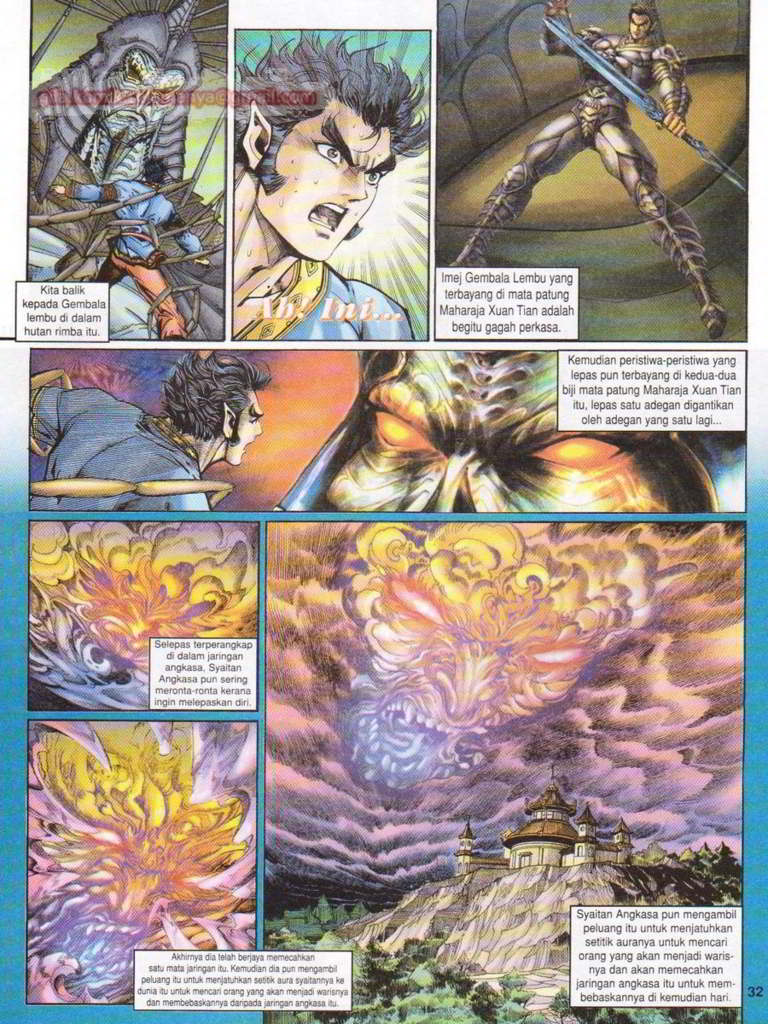 Kita balik
kepada Gembala
lembu di dalam
hutan rimba itu.
Ah! Ini...
Imej Gembala Lembu yang
terbayang di mata patung
Maharaja Xuan Tian adalah
begitu gagah perkasa.
Kemudian peristiwa-peristiwa yang
lepas pun terbayang di kedua-dua
biji mata patung Maharaja Xuan Tian
itu, lepas satu adegan digantikan
oleh adegan yang satu lagi...
Selepas terperangkap
di dalam jaringan
angkasa, Syaitan
Angkasa pun sering
meronta-ronta kerana
ingin melepaskan diri.
Akhirnya dia telah berjaya memecahkan
satu mata jaringan itu. Kemudian dia pun mengambil
peluang itu untuk menjatuhkan setitik aura syaitannya ke
dunia itu untuk mencari orang yang akan menjadi warisnya
dan membebaskannya daripada jaringan angkasa itu.
Syaitan Angkasa pun mengambil
peluang itu untuk menjatuhkan
setitik auranya untuk mencari
orang yang akan menjadi waris-
nya dan akan memecahkan
jaringan angkasa itu untuk mem-
bebaskannya di kemudian hari.
32